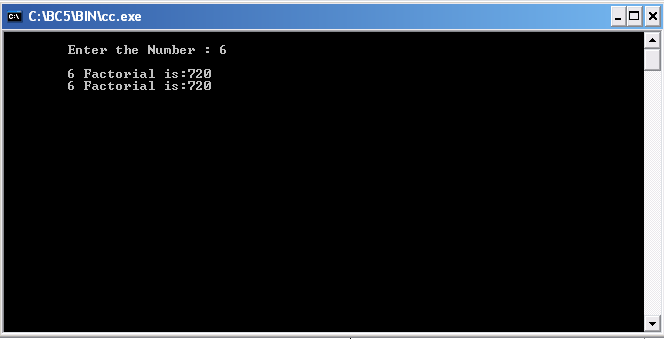 C:\BC5\BIN\cc.exe
Enter the Number : 6
6 Factorial is:720
6 Factorial is:720